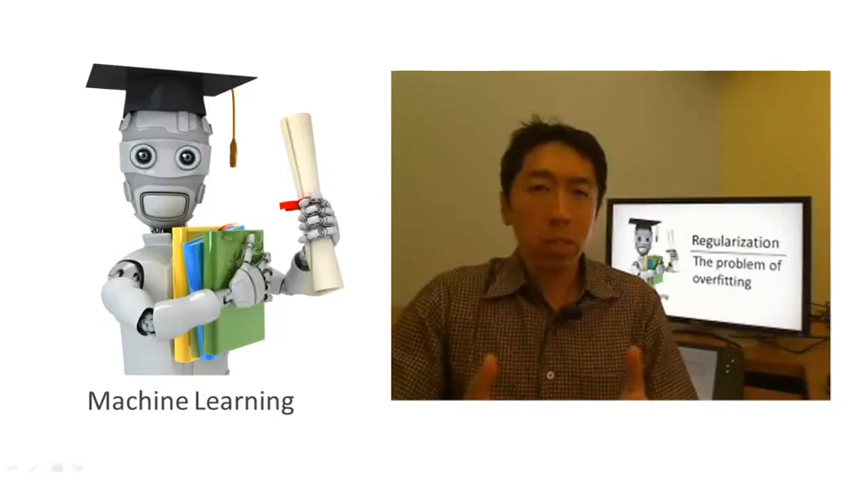 Machine Learning
Regularization
The problem of
overfitting